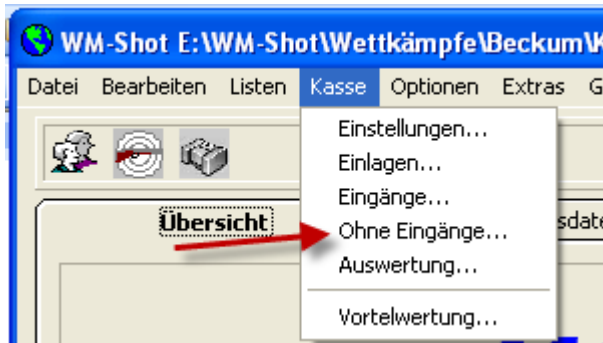 WM-Shot E:\WM-Shot\Wettkämpfe\Beckum\K
Datei Bearbeiten Listen Kasse Optionen Extras G
Einstellungen...
Einlagen...
Eingänge...
Übersicht
Ohne Eingänge...
sdate
Auswertung...
Vortelwertung...